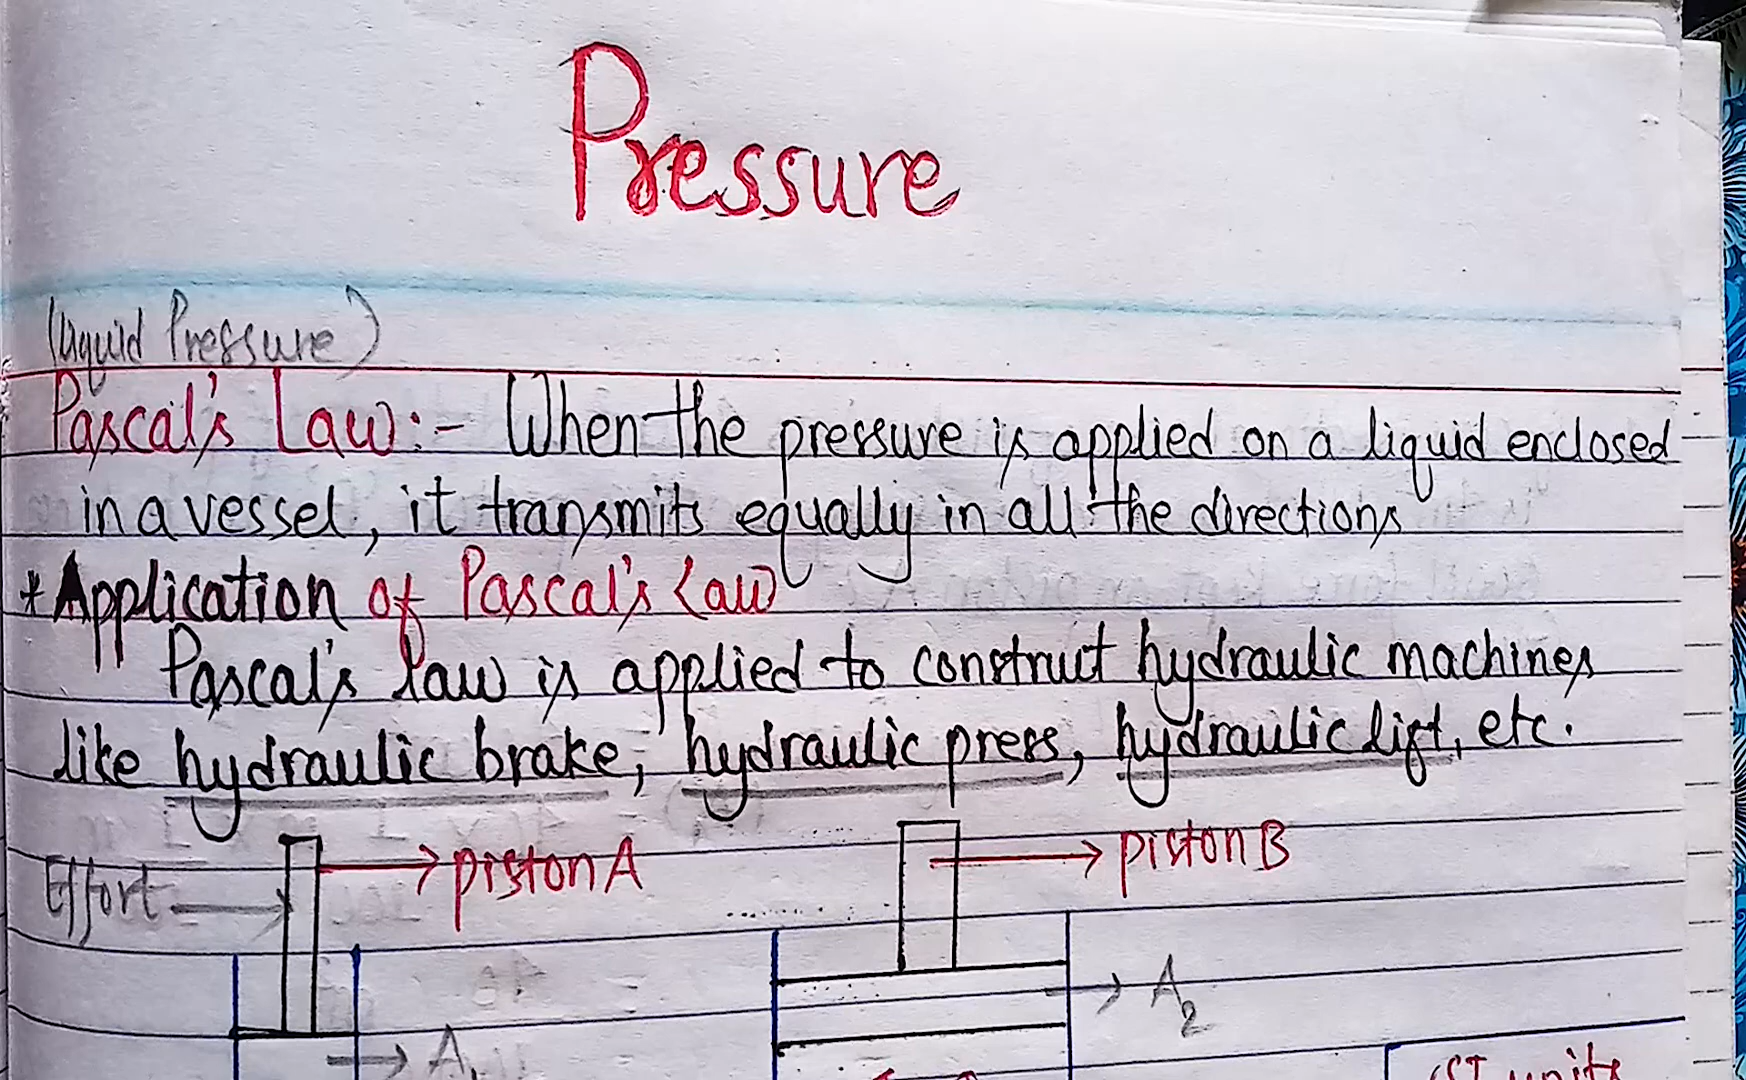 Pressure
(liquid Pressure)
Pascal's Law:- When the pressure is applied on a liquid enclosed
in a vessel, it transmits equally in all the directions
*Application of Pascal's Law
Pascal's law is applied to construct hydraulic machines
like hydraulic brake, hydraulic press, hydraulic lift, etc.
Effort piston A piston B
A₂
A₁
SI units